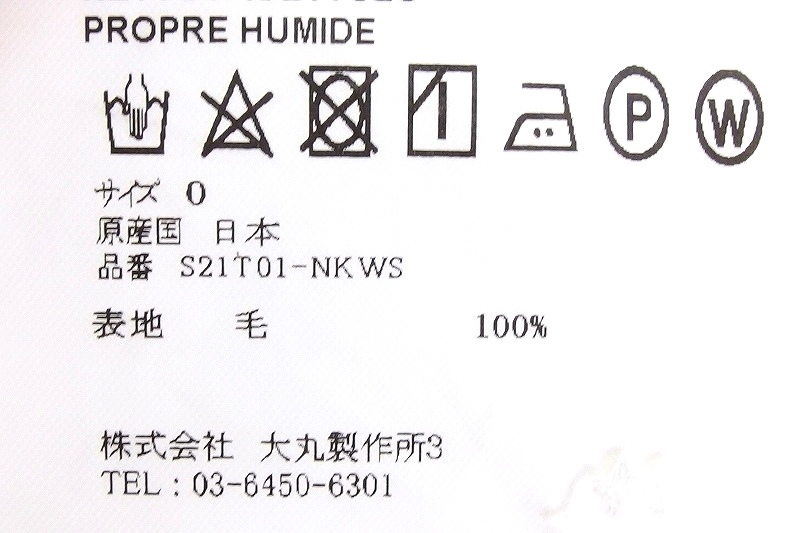 PROPRE HUMIDE
P W
サイズ 0
原産国 日本
品番 S21T01-NKWS
表地 毛 100%
株式会社 大丸製作所3
TEL：03-6450-6301